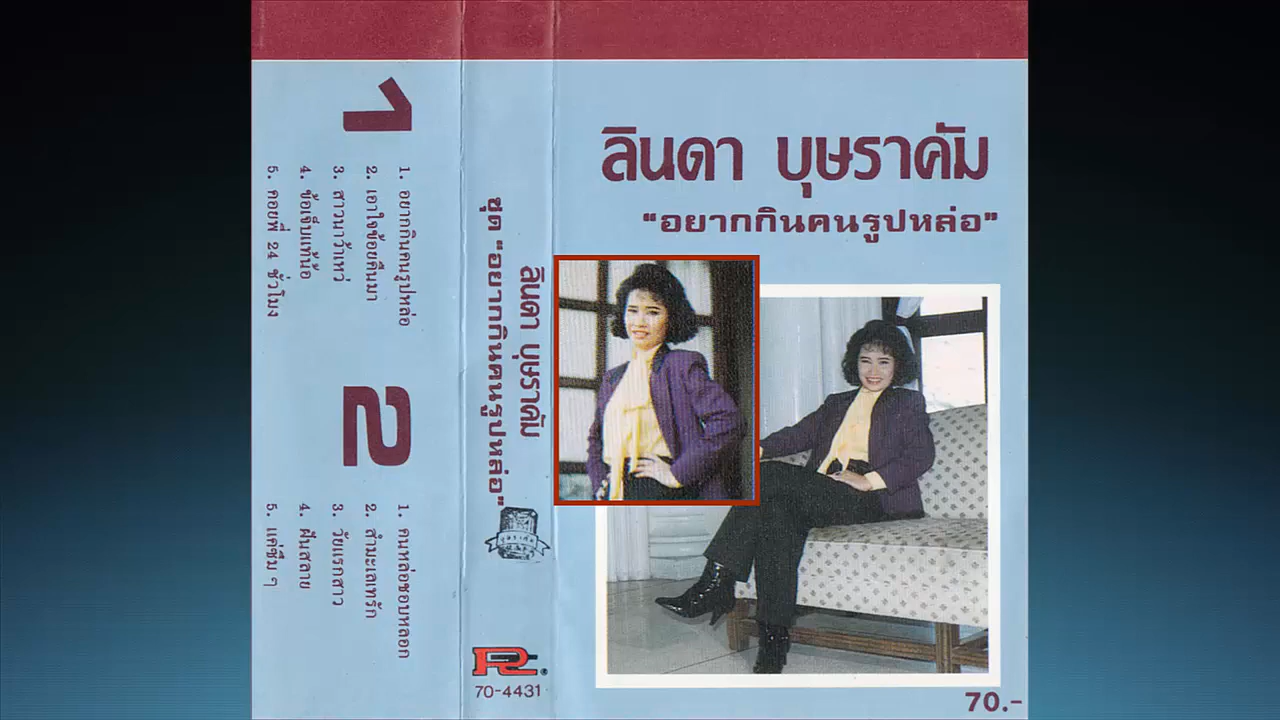 ลินดา บุษราคัม
"อยากกินคนรูปหล่อ"
70.-
ลินดา บุษราคัม
ชุด "อยากกินคนรูปหล่อ"
70-4431
1
1. อยากกินคนรูปหล่อ
2. เอาใจข้อยคืนมา
3. สาวนาว้าเหว่
4. ข้อเจ็บแท้น้อ
5. คอยพี่ 24 ชั่วโมง
2
1. คนหล่อชอบหลอก
2. สำมะเลเทรัก
3. วัยแรกสาว
4. ฝันสลาย
5. แค่ซึม ๆ